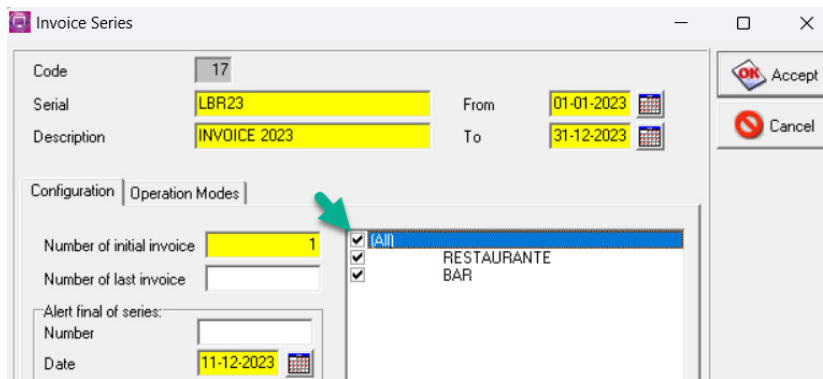 Invoice Series
Code 17
Serial LBR23 From 01-01-2023
Description INVOICE 2023 To 31-12-2023
OK Accept
Cancel
Configuration Operation Modes
Number of initial invoice 1
Number of last invoice
Alert final of series:
Number
Date 11-12-2023
(All)
RESTAURANTE
BAR